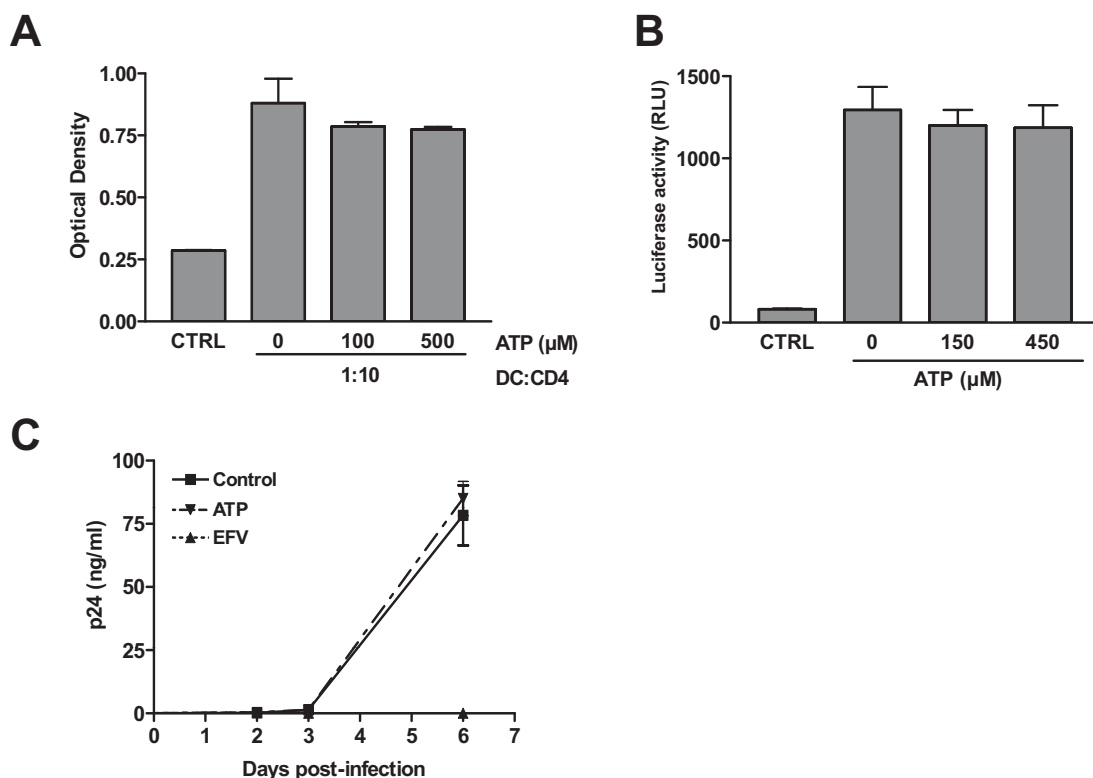 A
Optical Density
1.00
0.75
0.50
0.25
0.00
CTRL 0 100 500 ATP (µM)
1:10 DC:CD4
B
Luciferase activity (RLU)
1500
1000
500
0
CTRL 0 150 450
ATP (µM)
C
p24 (ng/ml)
100
75
50
25
0
Control
ATP
EFV
0 1 2 3 4 5 6 7
Days post-infection